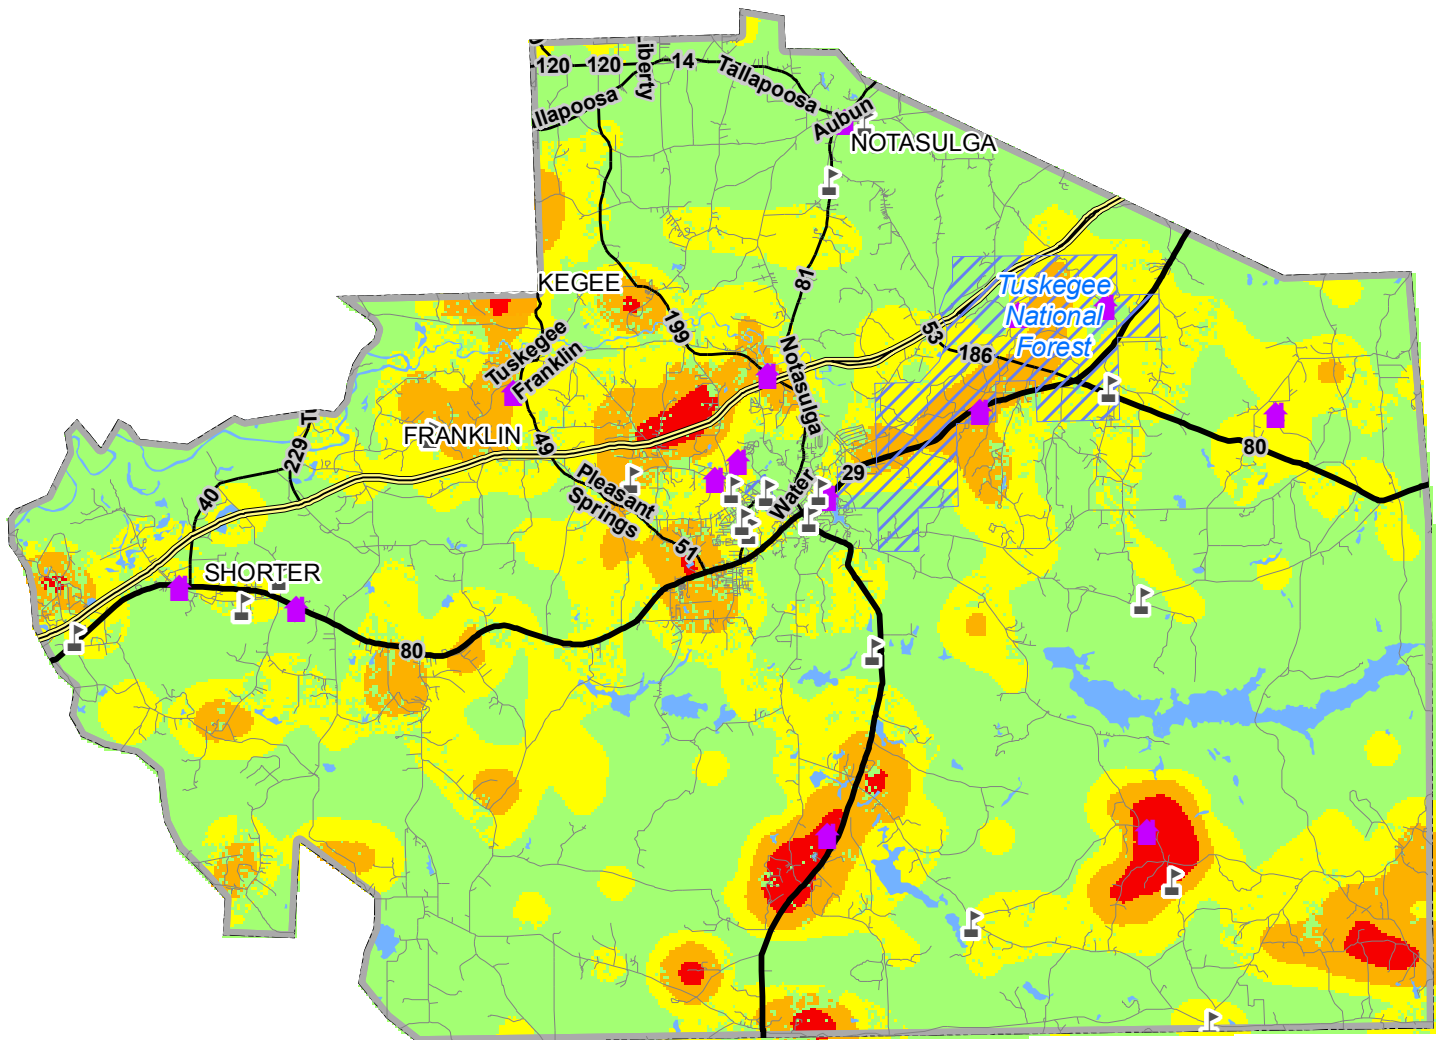 120
120
iberty
14
Tallapoosa
llapoosa
Aubun
NOTASULGA
KEGEE
81
199
Tuskegee
National
Forest
53
186
Tuskegee
Franklin
Notasulga
FRANKLIN
49
229
40
80
29
Pleasant
Springs
Water
51
SHORTER
80